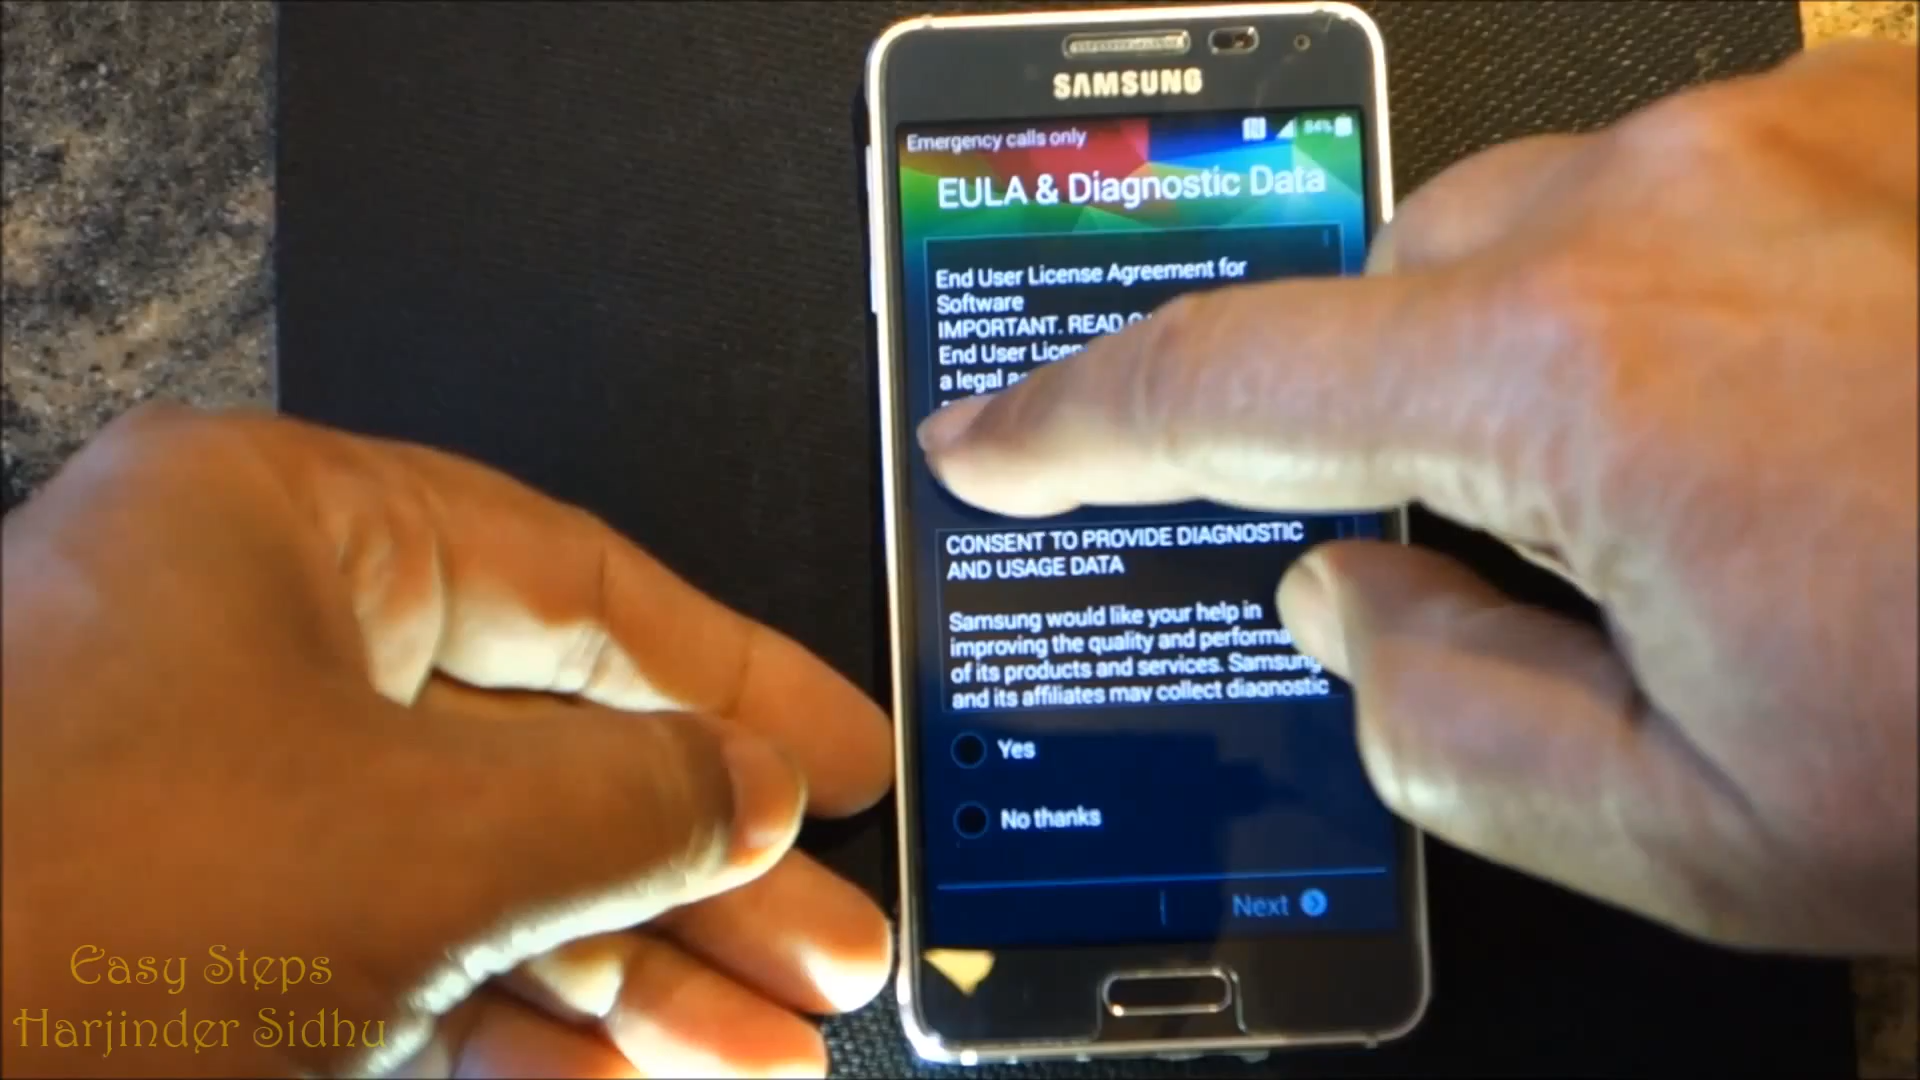 SAMSUNG
Emergency calls only
84%
EULA & Diagnostic Data
End User License Agreement for
Software
IMPORTANT. READ
End User
a legal
CONSENT TO PROVIDE DIAGNOSTIC
AND USAGE DATA
Samsung would like your help in
improving the quality and
of its products and services. Samsung
and its affiliates may collect diagnostic
Yes
No thanks
Next
Easy Steps
Harjinder Sidhu